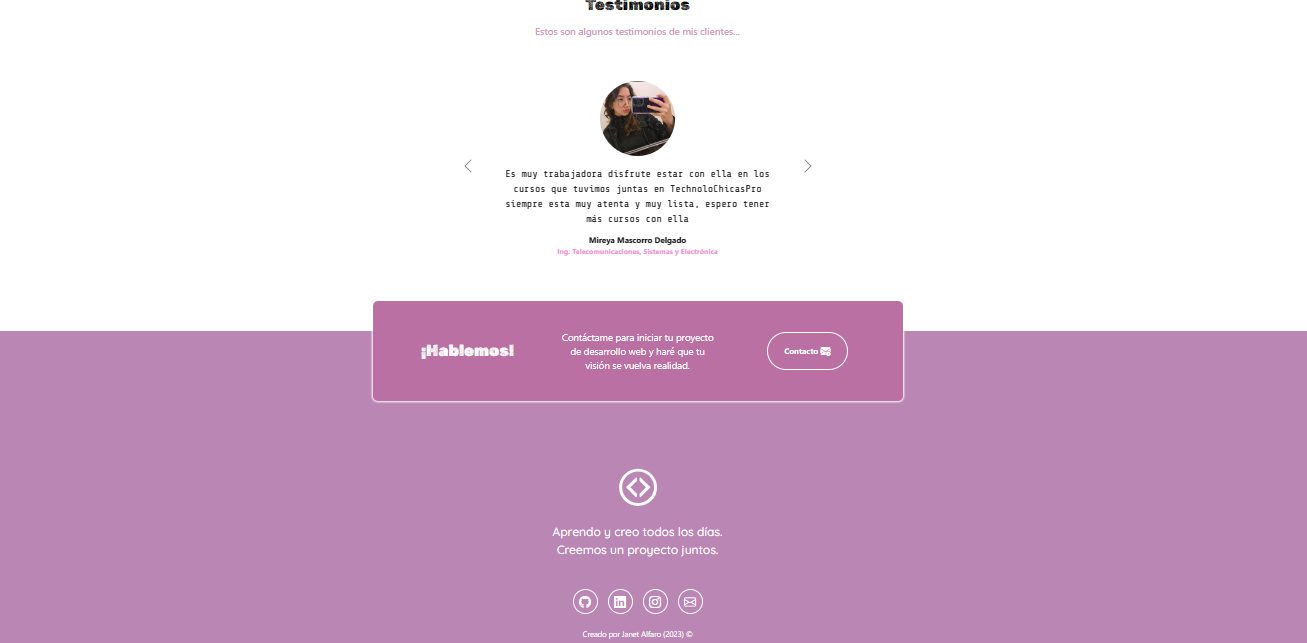 Testimonios
Estos son algunos testimonios de mis clientes...
Es muy trabajadora disfrute estar con ella en los
cursos que tuvimos juntas en TechnoloChicasPro
siempre esta muy atenta y muy lista, espero tener
más cursos con ella
Mireya Mascorro Delgado
Ing. Telecomunicaciones, Sistemas y Electrónica
¡Hablemos!
Contáctame para iniciar tu proyecto
de desarrollo web y haré que tu
visión se vuelva realidad.
Contacto
Aprendo y creo todos los días.
Creemos un proyecto juntos.
Creado por Janet Alfaro (2023) ©